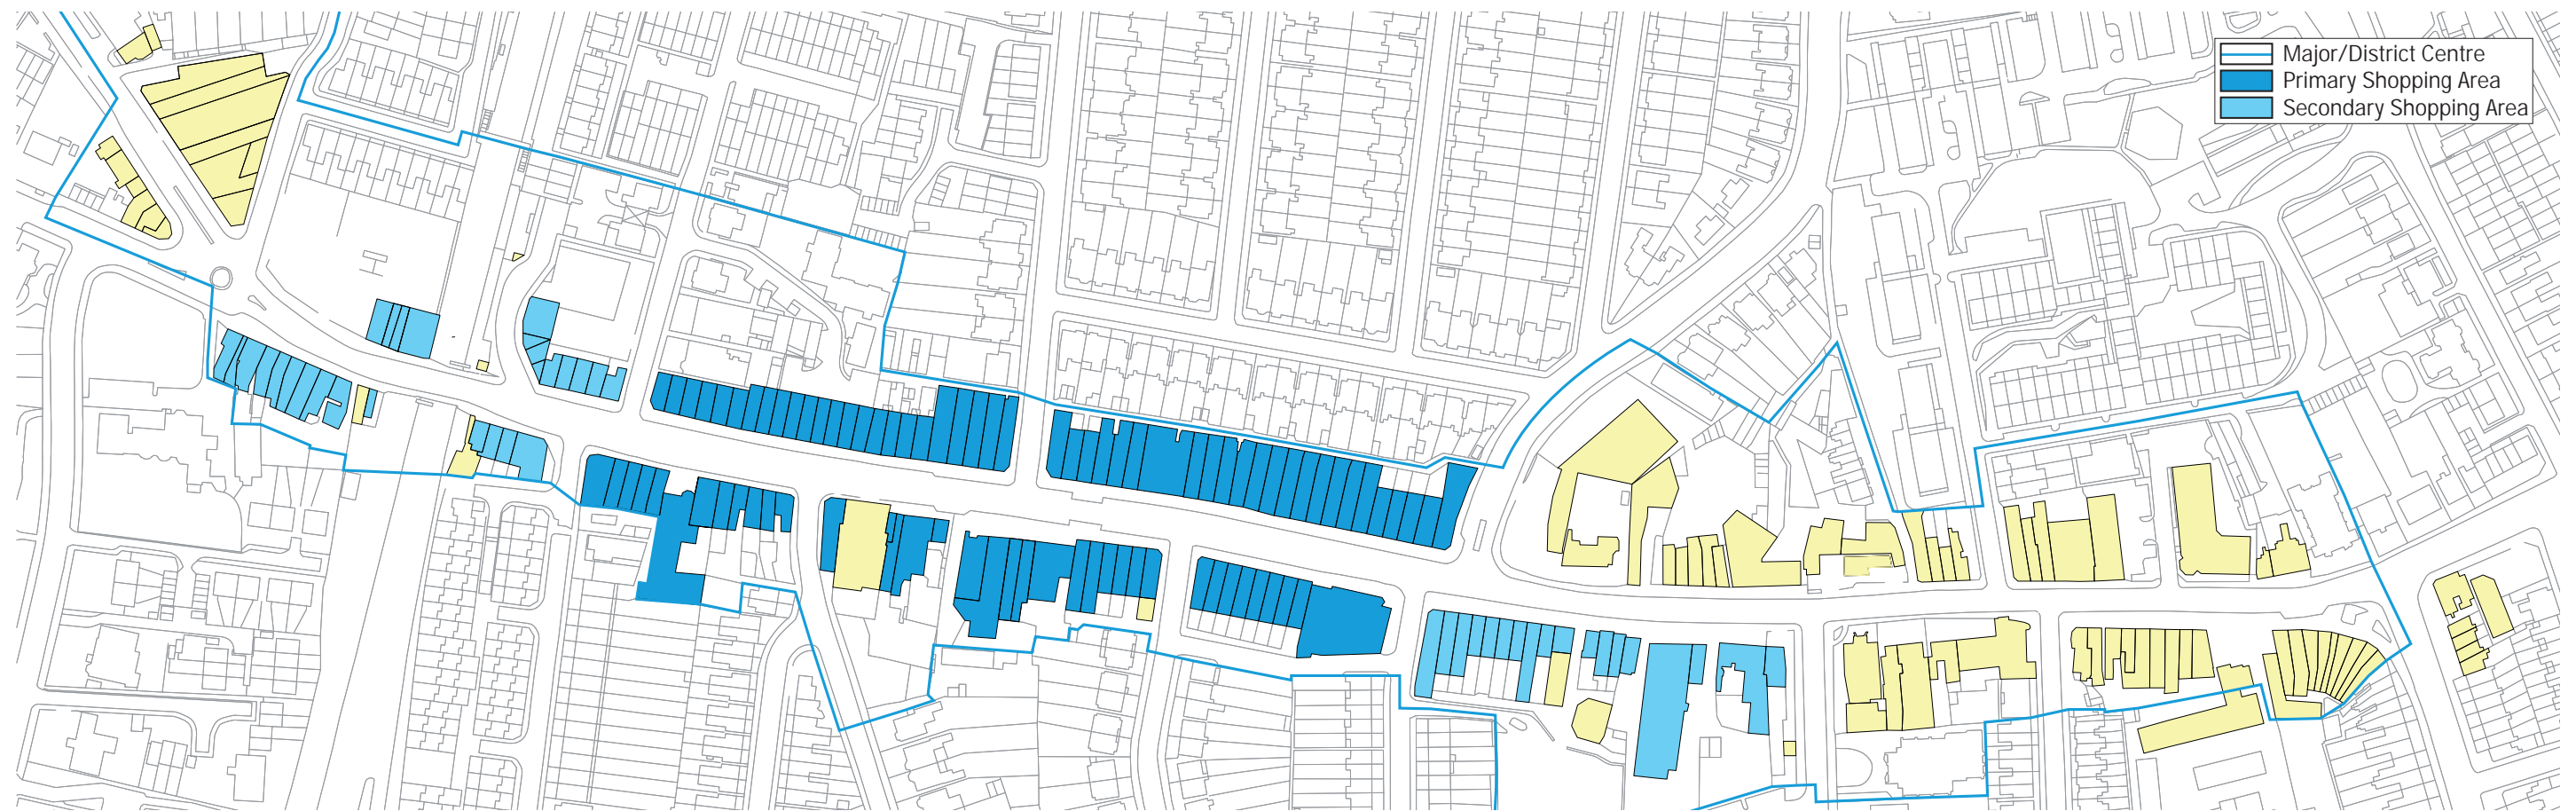 Major/District Centre
Primary Shopping Area
Secondary Shopping Area